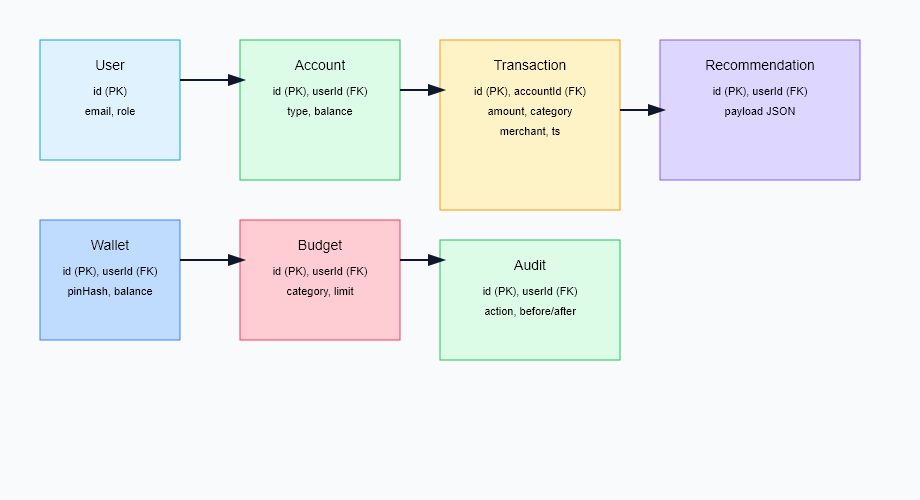 User
id (PK)
email, role
Account
id (PK), userId (FK)
type, balance
Transaction
id (PK), accountId (FK)
amount, category
merchant, ts
Recommendation
id (PK), userId (FK)
payload JSON
Wallet
id (PK), userId (FK)
pinHash, balance
Budget
id (PK), userId (FK)
category, limit
Audit
id (PK), userId (FK)
action, before/after